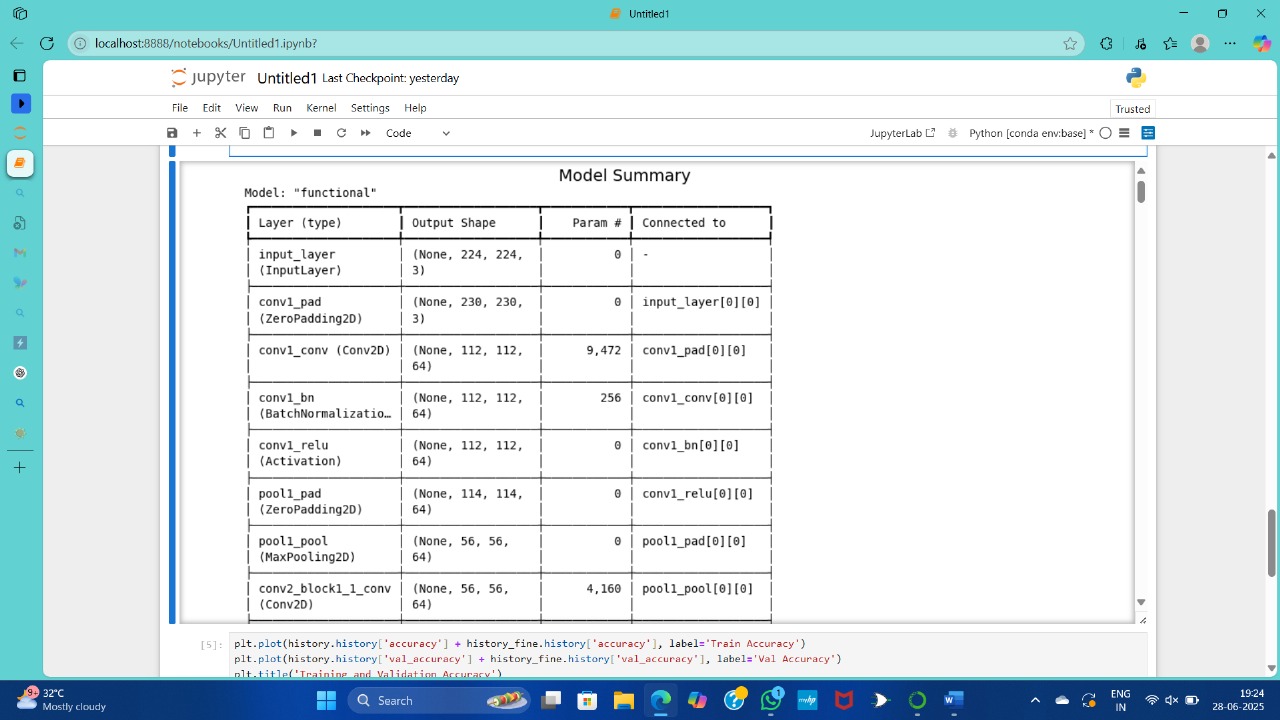 Untitled1
localhost:8888/notebooks/Untitled1.ipynb?
jupyter Untitled1 Last Checkpoint: yesterday
File Edit View Run Kernel Settings Help
Trusted
Code
JupyterLab
Python [conda env:base] *
Model Summary
Model: "functional"
Layer (type) Output Shape Param # Connected to
input_layer (None, 224, 224, 0 -
(InputLayer) 3)
conv1_pad (None, 230, 230, 0 input_layer[0][0]
(ZeroPadding2D) 3)
conv1_conv (Conv2D) (None, 112, 112, 9,472 conv1_pad[0][0]
64)
conv1_bn (None, 112, 112, 256 conv1_conv[0][0]
(BatchNormalizatio… 64)
conv1_relu (None, 112, 112, 0 conv1_bn[0][0]
(Activation) 64)
pool1_pad (None, 114, 114, 0 conv1_relu[0][0]
(ZeroPadding2D) 64)
pool1_pool (None, 56, 56, 0 pool1_pad[0][0]
(MaxPooling2D) 64)
conv2_block1_1_conv (None, 56, 56, 4,160 pool1_pool[0][0]
(Conv2D) 64)
[5]: plt.plot(history.history['accuracy'] + history_fine.history['accuracy'], label='Train Accuracy')
plt.plot(history.history['val_accuracy'] + history_fine.history['val_accuracy'], label='Val Accuracy')
plt.title('Training and Validation Accuracy')
9+
32°C
Mostly cloudy
Search
myhp
1
ENG
IN
19:24
28-06-2025